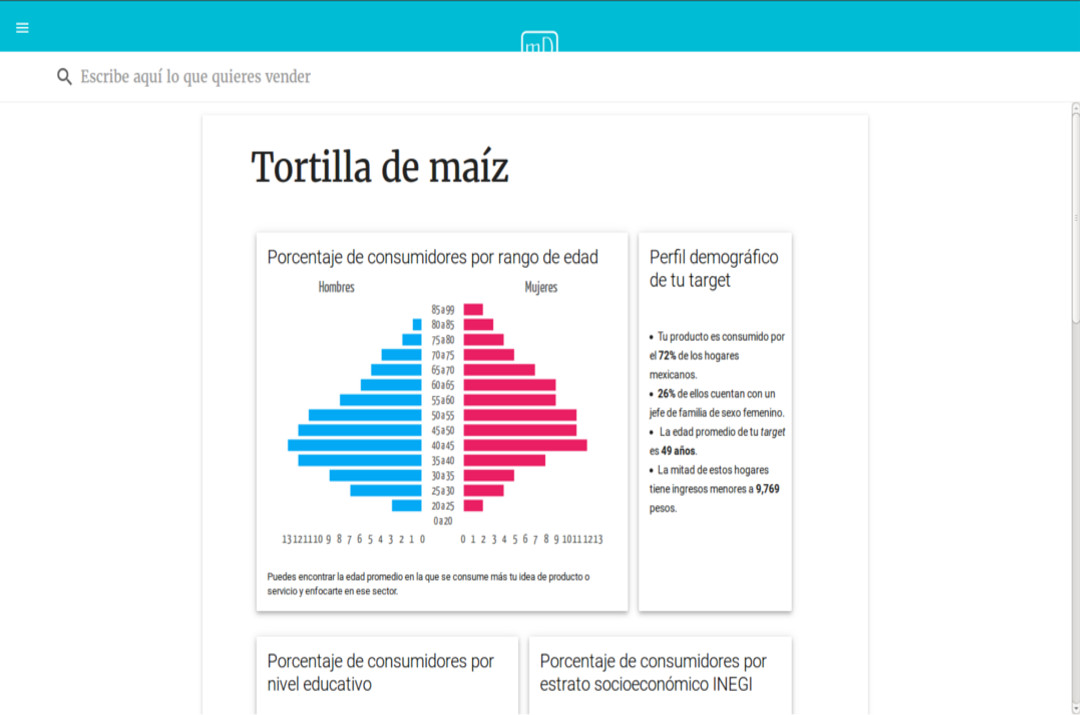 mD
Escribe aquí lo que quieres vender
Tortilla de maíz
Porcentaje de consumidores por rango de edad
Hombres
Mujeres
85 a 99
80 a 85
75 a 80
70 a 75
65 a 70
60 a 65
55 a 60
50 a 55
45 a 50
40 a 45
35 a 40
30 a 35
25 a 30
20 a 25
0 a 20
13 12 11 10 9 8 7 6 5 4 3 2 1 0
0 1 2 3 4 5 6 7 8 9 10 11 12 13
Puedes encontrar la edad promedio en la que se consume más tu idea de producto o
servicio y enfocarte en ese sector.
Perfil demográfico
de tu target
• Tu producto es consumido por
el 72% de los hogares
mexicanos.
• 26% de ellos cuentan con un
jefe de familia de sexo femenino.
• La edad promedio de tu target
es 49 años.
• La mitad de estos hogares
tiene ingresos menores a 9,769
pesos.
Porcentaje de consumidores por
nivel educativo
Porcentaje de consumidores por
estrato socioeconómico INEGI